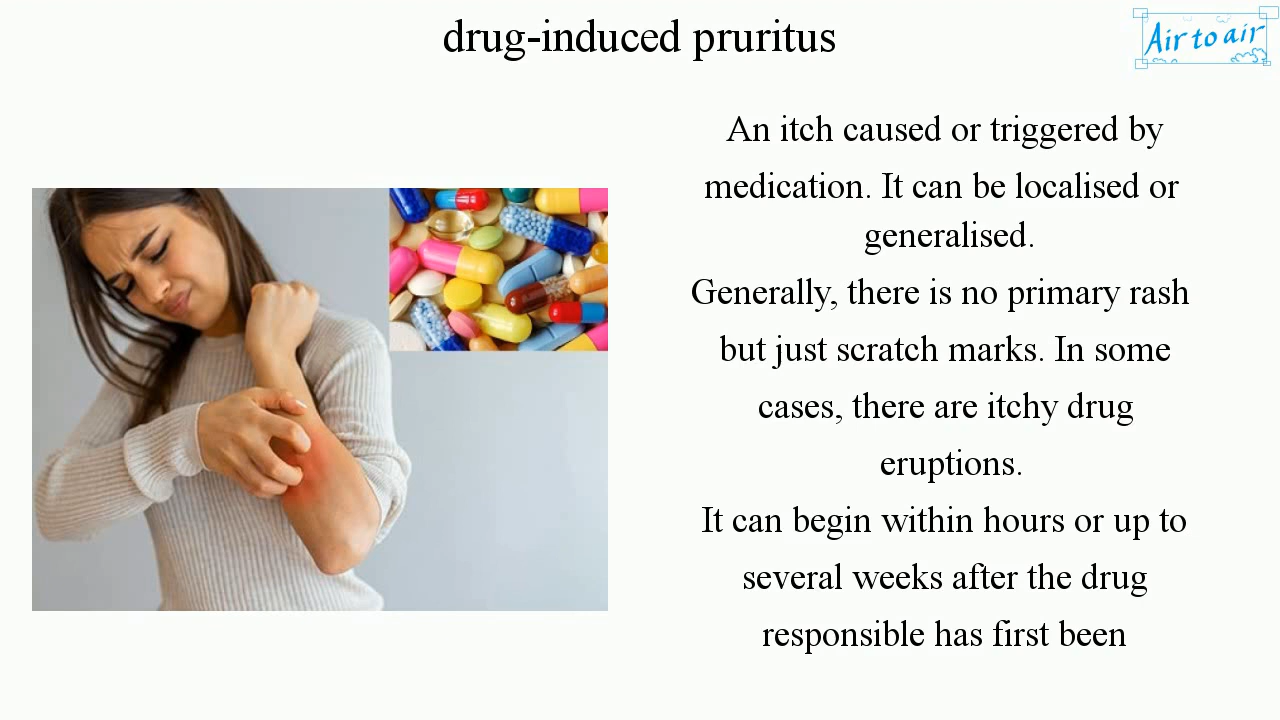 drug-induced pruritus
Air to air
An itch caused or triggered by
medication. It can be localised or
generalised.
Generally, there is no primary rash
but just scratch marks. In some
cases, there are itchy drug
eruptions.
It can begin within hours or up to
several weeks after the drug
responsible has first been